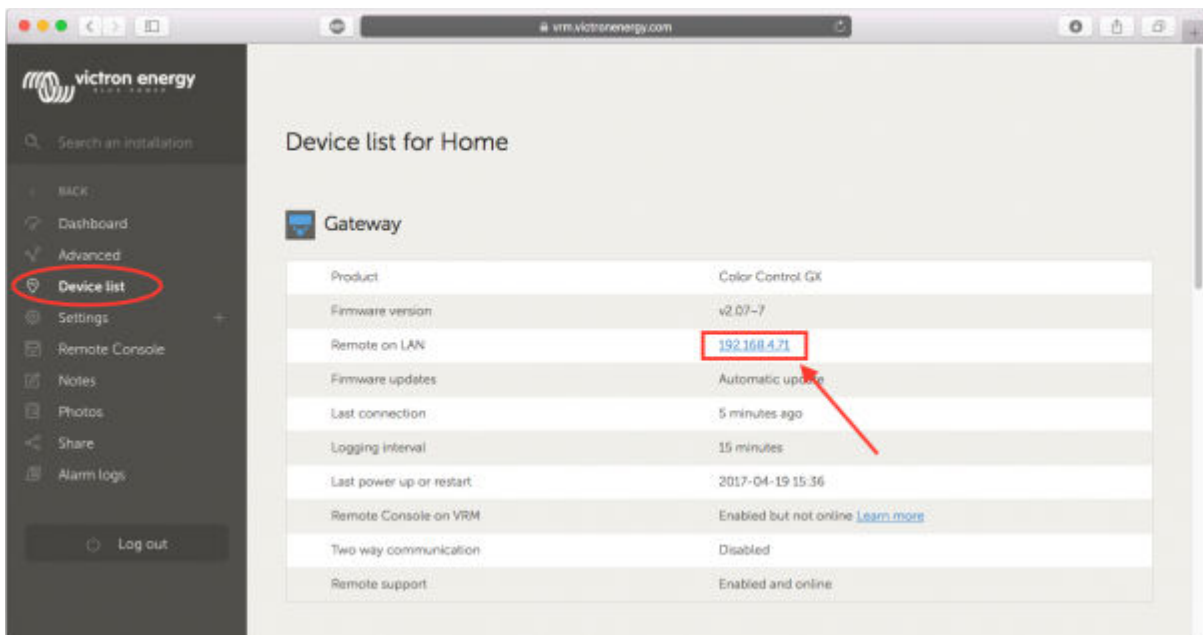 vrm.victronenergy.com
victron energy
BLUE POWER
Search an installation
BACK
Dashboard
Advanced
Device list
Settings
Remote Console
Notes
Photos
Share
Alarm logs
Log out
Device list for Home
Gateway
Product Color Control GX
Firmware version v2.07~7
Remote on LAN 192.168.4.71
Firmware updates Automatic update
Last connection 5 minutes ago
Logging interval 15 minutes
Last power up or restart 2017-04-19 15:36
Remote Console on VRM Enabled but not online Learn more
Two way communication Disabled
Remote support Enabled and online